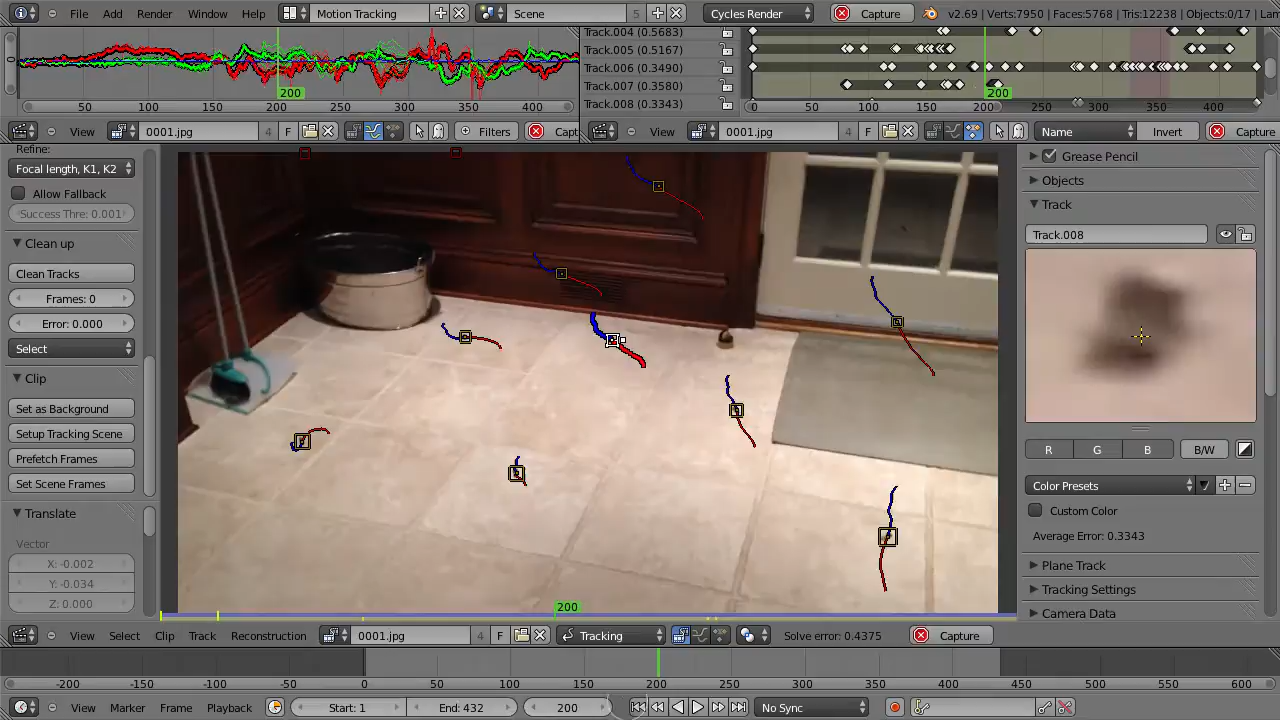 File Add Render Window Help Motion Tracking Scene 5 Cycles Render Capture v2.69 | Verts:7950 | Faces:5768 | Tris:12238 | Objects:0/17 | Lam
50 100 150 200 250 300 350 400
0
Track.004 (0.5683)
Track.005 (0.5167)
Track.006 (0.3490)
Track.007 (0.3580)
Track.008 (0.3343)
0 50 100 150 200 250 300 350 400
View 0001.jpg 4 F Filters Capt
View 0001.jpg 4 F Name Invert Capture
Refine:
Focal length, K1, K2
Allow Fallback
Success Thre: 0.001
Clean up
Clean Tracks
Frames: 0
Error: 0.000
Select
Clip
Set as Background
Setup Tracking Scene
Prefetch Frames
Set Scene Frames
Translate
Vector
X: -0.002
Y: -0.034
Z: 0.000
200
Grease Pencil
Objects
Track
Track.008
R G B B/W
Color Presets
Custom Color
Average Error: 0.3343
Plane Track
Tracking Settings
Camera Data
View Select Clip Track Reconstruction 0001.jpg 4 F Tracking Solve error: 0.4375 Capture
-200 -150 -100 -50 0 50 100 150 200 250 300 350 400 450 500 550 600
View Marker Frame Playback Start: 1 End: 432 200 No Sync